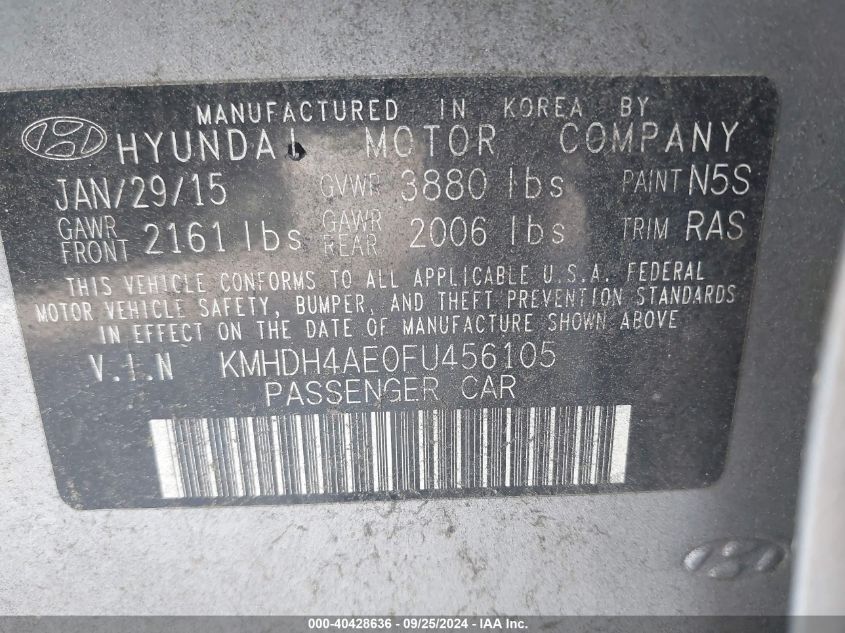 MANUFACTURED IN KOREA BY
HYUNDAI MOTOR COMPANY
JAN/29/15 GVWR 3880 lbs PAINT N5S
GAWR FRONT 2161 lbs GAWR REAR 2006 lbs TRIM RAS
THIS VEHICLE CONFORMS TO ALL APPLICABLE U.S.A. FEDERAL
MOTOR VEHICLE SAFETY, BUMPER, AND THEFT PREVENTION STANDARDS
IN EFFECT ON THE DATE OF MANUFACTURE SHOWN ABOVE
V.I.N KMHDH4AE0FU456105
PASSENGER CAR
000-40428636 - 09/25/2024 - IAA Inc.